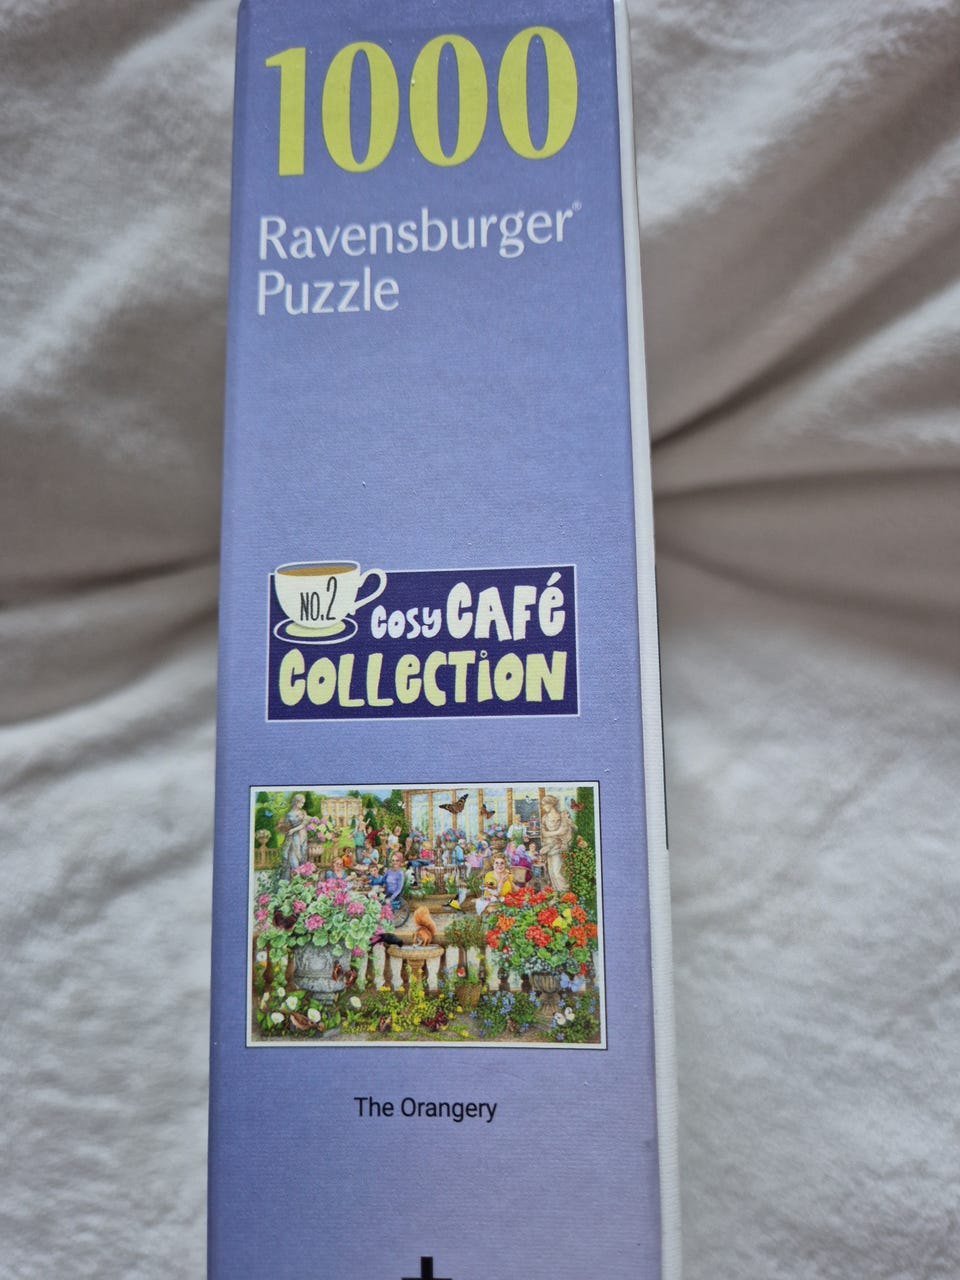 1000
Ravensburger®
Puzzle
NO.2
COSY CAFé
COLLECTiON
The Orangery